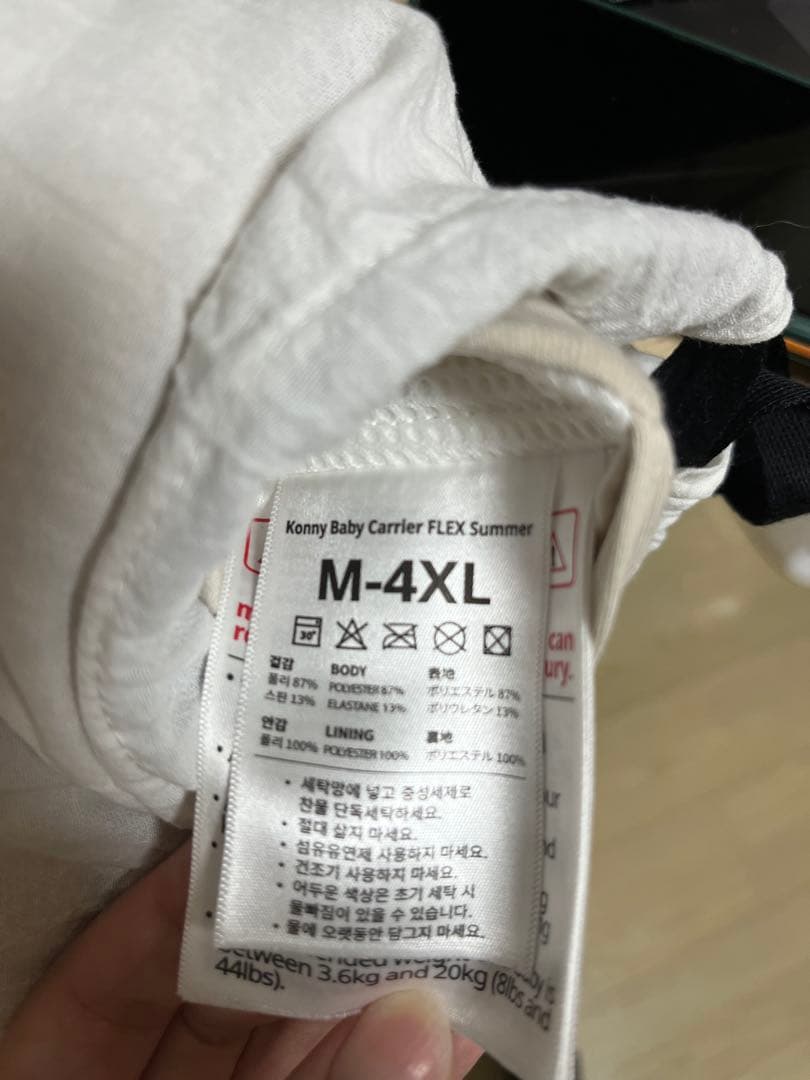 Konny Baby Carrier FLEX Summer
M-4XL
30°
겉감 BODY 表地
폴리 87% POLYESTER 87% ポリエステル 87%
스판 13% ELASTANE 13% ポリウレタン 13%
안감 LINING 裏地
폴리 100% POLYESTER 100% ポリエステル 100%
• 세탁망에 넣고 중성세제로
찬물 단독세탁하세요.
• 절대 삶지 마세요.
• 섬유유연제 사용하지 마세요.
• 건조기 사용하지 마세요.
• 어두운 색상은 초기 세탁 시
물빠짐이 있을 수 있습니다.
• 물에 오랫동안 담그지 마세요.
can
ury.
between 3.6kg and 20kg (8lbs and
44lbs).